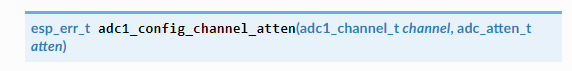 esp_err_t adc1_config_channel_atten(adc1_channel_t channel, adc_atten_t
atten)